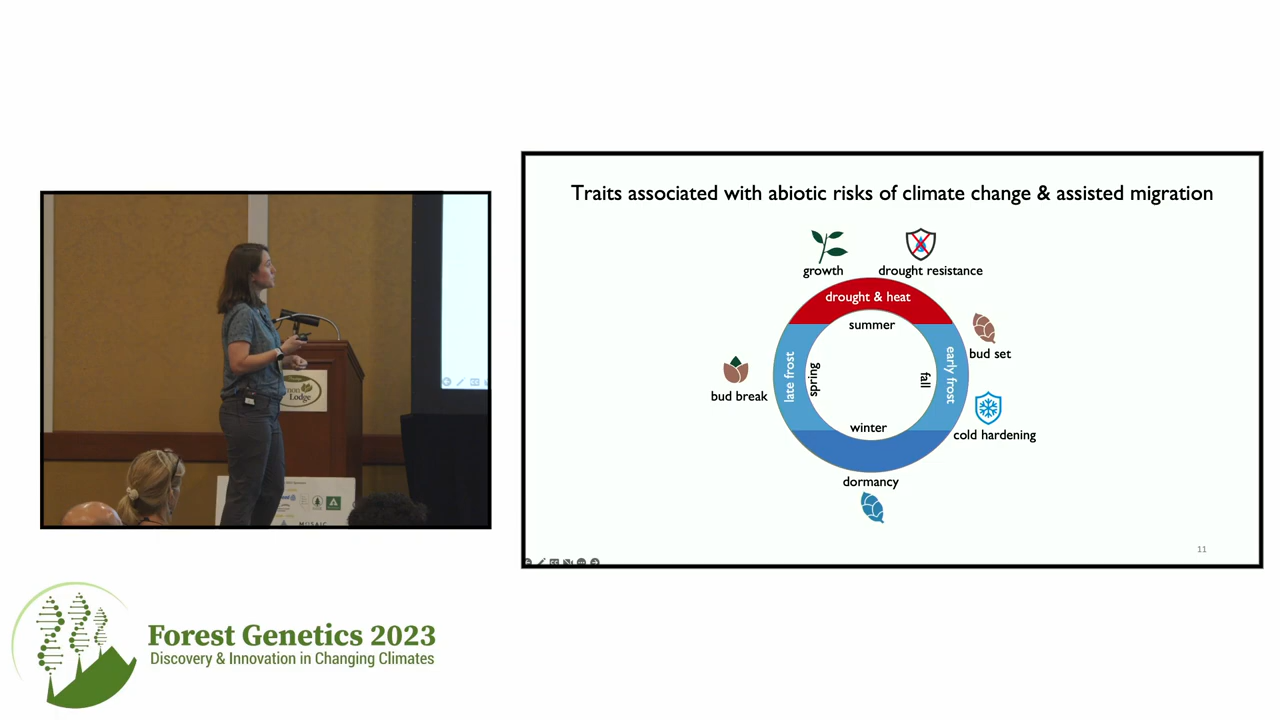 Traits associated with abiotic risks of climate change & assisted migration
growth
drought resistance
drought & heat
summer
bud set
late frost
spring
fall
early frost
bud break
winter
cold hardening
dormancy
11
Lodge
MOSAIC
Forest Genetics 2023
Discovery & Innovation in Changing Climates